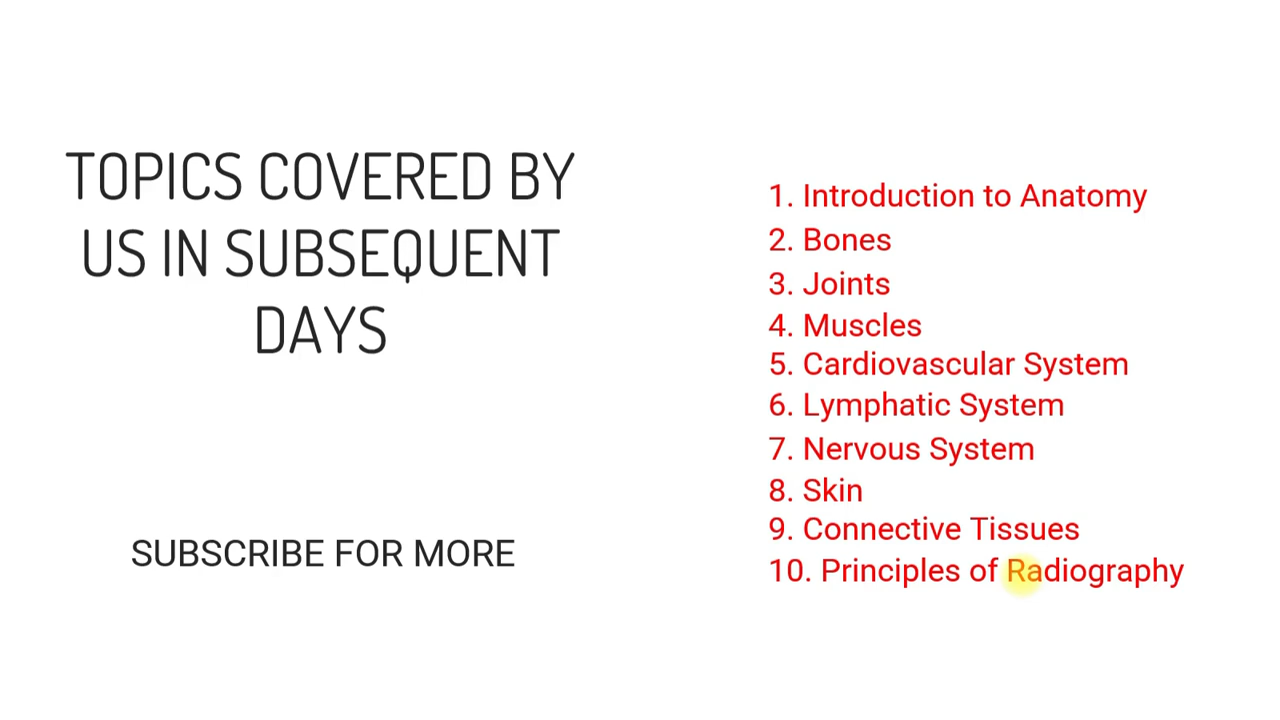 TOPICS COVERED BY
US IN SUBSEQUENT
DAYS
SUBSCRIBE FOR MORE
1. Introduction to Anatomy
2. Bones
3. Joints
4. Muscles
5. Cardiovascular System
6. Lymphatic System
7. Nervous System
8. Skin
9. Connective Tissues
10. Principles of Radiography